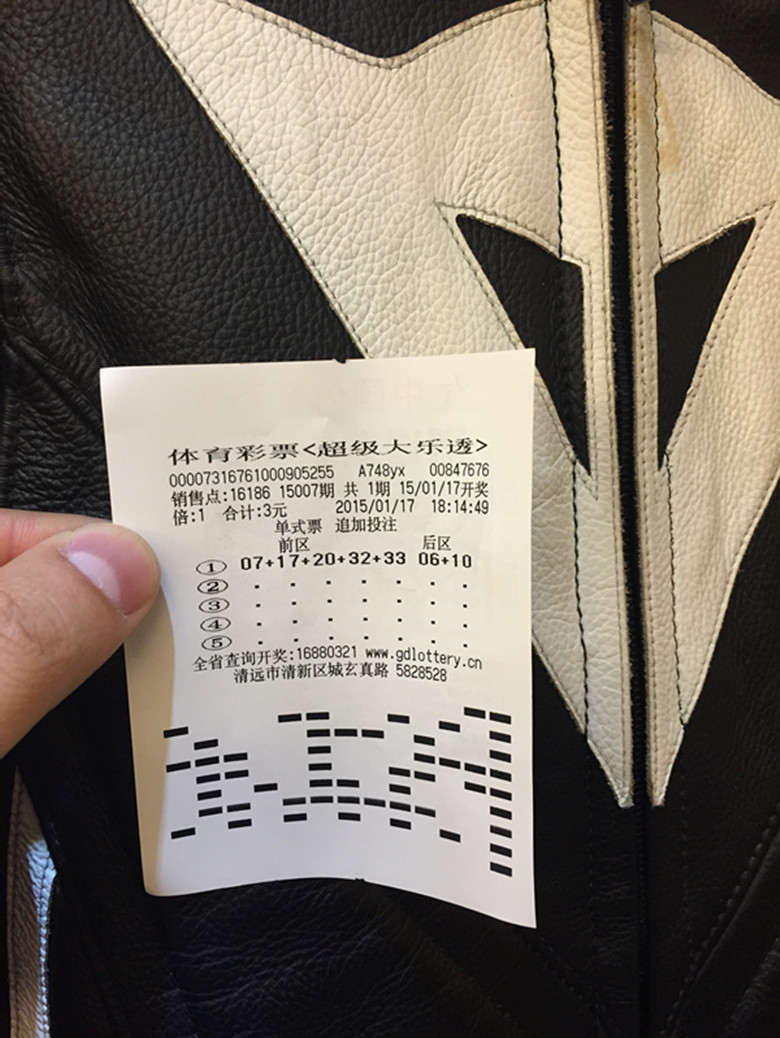 体育彩票<超级大乐透>
00007316761000905255 A748yx 00847676
销售点:16186 15007期 共 1期 15/01/17开奖
倍:1 合计:3元 2015/01/17 18:14:49
单式票 追加投注
前区 后区
① 07+17+20+32+33 06+10
②
③
④
⑤
全省查询开奖:16880321 www.gdlottery.cn
清远市清新区城玄真路 5828528